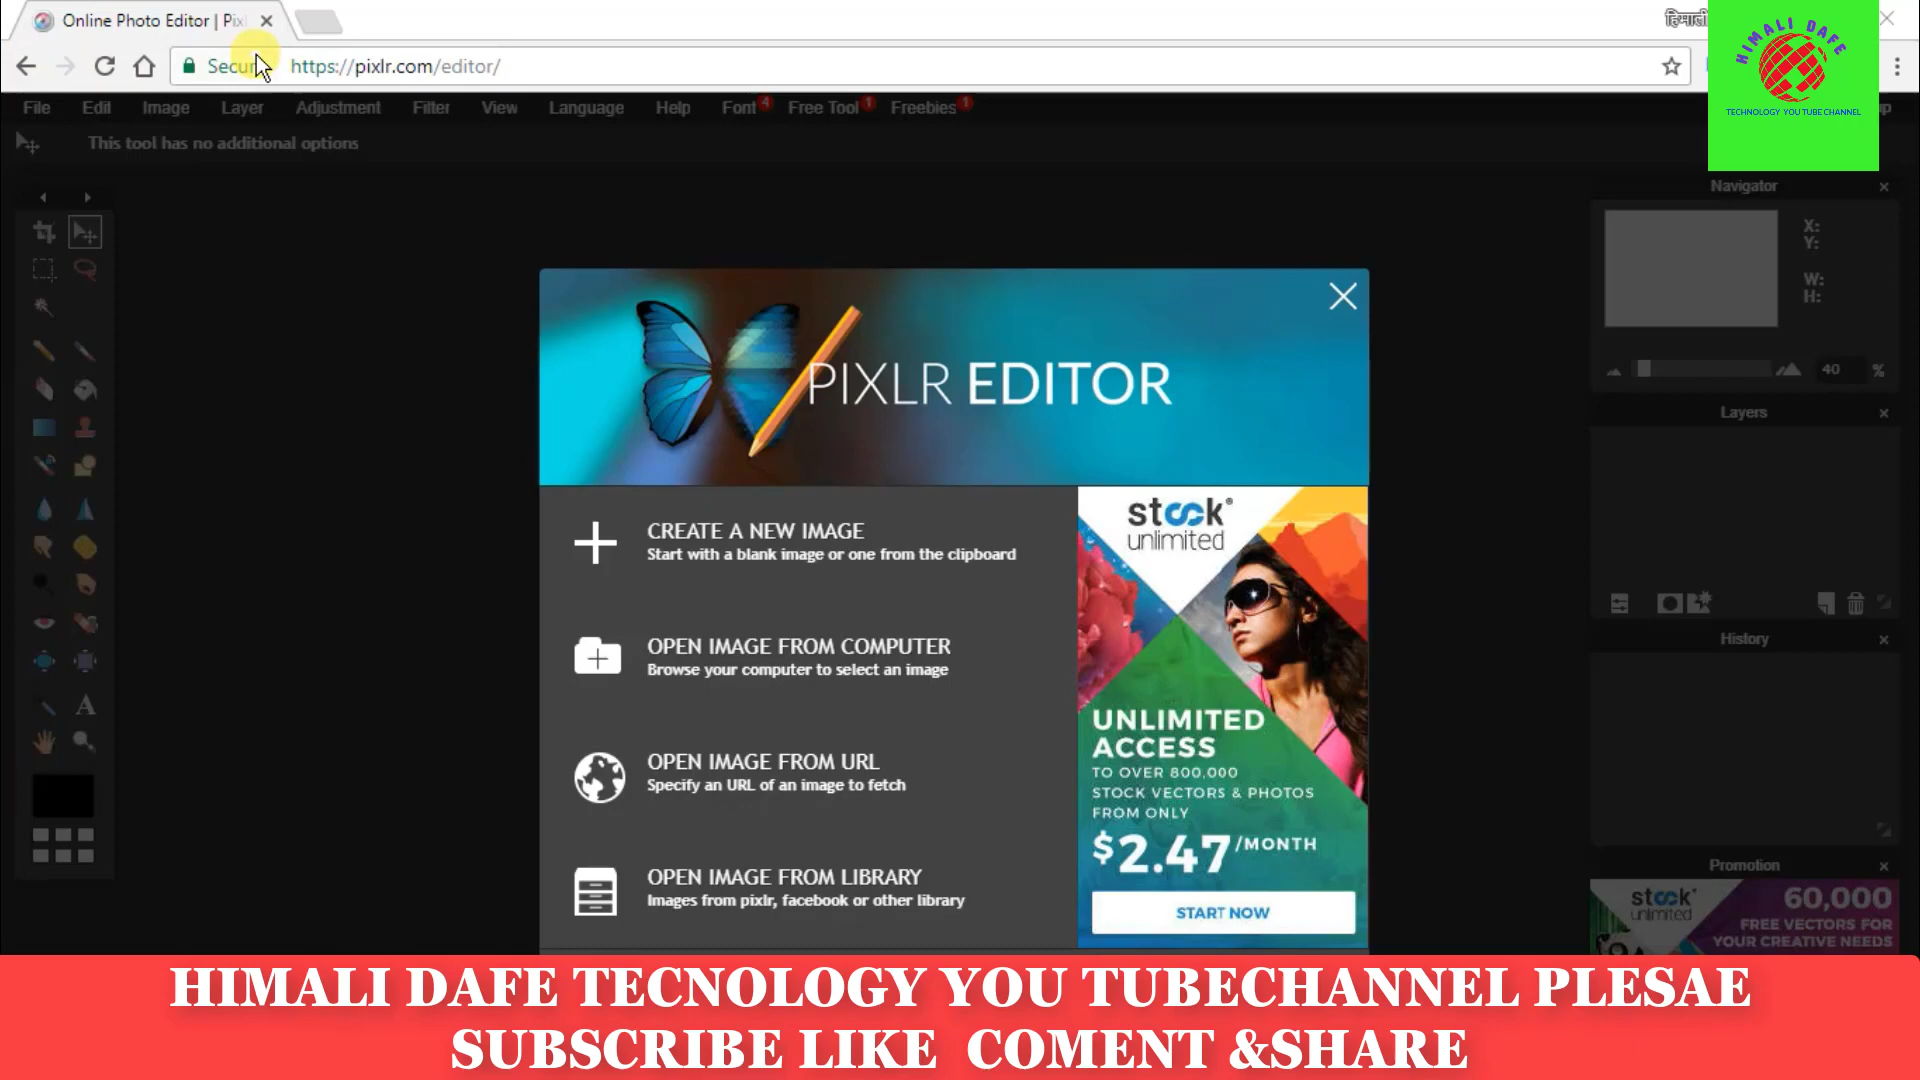 Online Photo Editor | Pix
हिमाली
Secur https://pixlr.com/editor/
HIMALI DAFE
TECHNOLOGY YOU TUBE CHANNEL
File Edit Image Layer Adjustment Filter View Language Help Font 4 Free Tool 1 Freebies 1
This tool has no additional options
Navigator
X:
Y:
W:
H:
40 %
Layers
History
Promotion
stock unlimited
60,000
FREE VECTORS FOR
YOUR CREATIVE NEEDS
PIXLR EDITOR
CREATE A NEW IMAGE
Start with a blank image or one from the clipboard
OPEN IMAGE FROM COMPUTER
Browse your computer to select an image
OPEN IMAGE FROM URL
Specify an URL of an image to fetch
OPEN IMAGE FROM LIBRARY
Images from pixlr, facebook or other library
stock®
unlimited
UNLIMITED
ACCESS
TO OVER 800,000
STOCK VECTORS & PHOTOS
FROM ONLY
$2.47/MONTH
START NOW
A
HIMALI DAFE TECNOLOGY YOU TUBECHANNEL PLESAE
SUBSCRIBE LIKE COMENT &SHARE